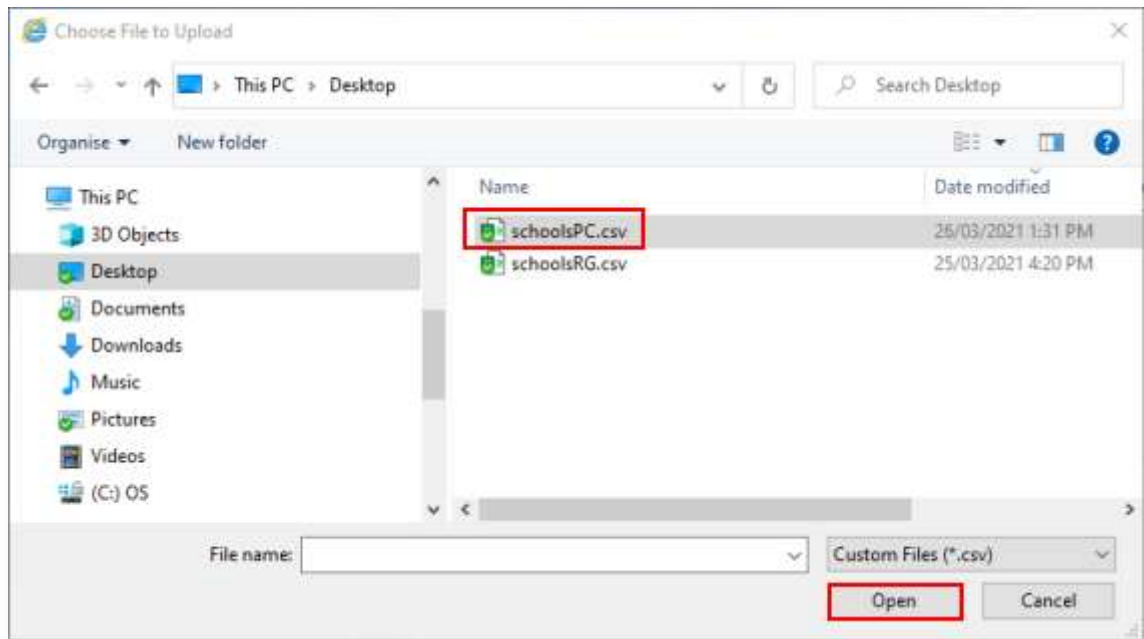 Choose File to Upload
This PC > Desktop
Search Desktop
Organise
New folder
This PC
3D Objects
Desktop
Documents
Downloads
Music
Pictures
Videos
(C:) OS
Name Date modified
schoolsPC.csv 26/03/2021 1:31 PM
schoolsRG.csv 25/03/2021 4:20 PM
File name:
Custom Files (*.csv)
Open
Cancel